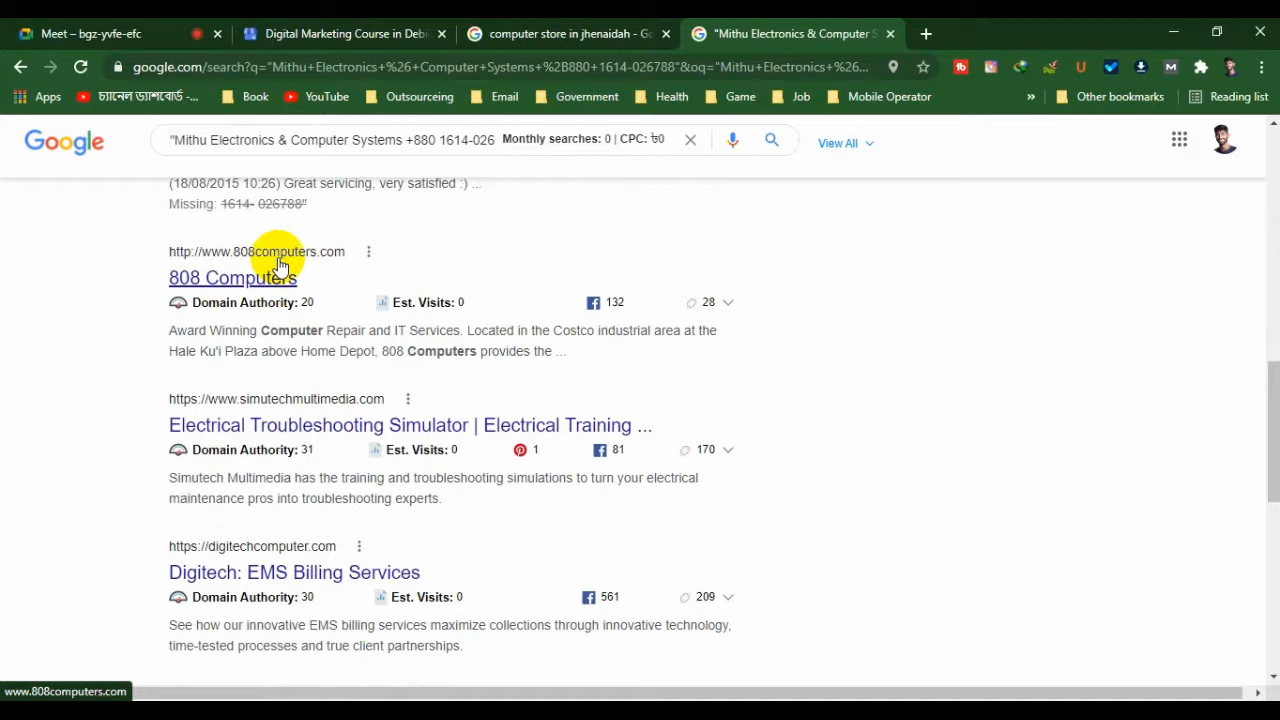 Meet – bgz-yvfe-efc
Digital Marketing Course in Debi
computer store in jhenaidah - Go
"Mithu Electronics & Computer S
google.com/search?q="Mithu+Electronics+%26+Computer+Systems+%2B880+1614-026788"&oq="Mithu+Electronics+%26+Computer+Systems+%...
Apps
চ্যানেল ড্যাশবোর্ড -...
Book
YouTube
Outsourceing
Email
Government
Health
Game
Job
Mobile Operator
»
Other bookmarks
Reading list
Google
"Mithu Electronics & Computer Systems +880 1614-026
Monthly searches: 0 | CPC: ৳0
View All
(18/08/2015 10:26) Great servicing, very satisfied :) ...
Missing: 1614- 026788"
http://www.808computers.com
808 Computers
Domain Authority: 20
Est. Visits: 0
132
28
Award Winning Computer Repair and IT Services. Located in the Costco industrial area at the
Hale Ku'i Plaza above Home Depot, 808 Computers provides the ...
https://www.simutechmultimedia.com
Electrical Troubleshooting Simulator | Electrical Training ...
Domain Authority: 31
Est. Visits: 0
1
81
170
Simutech Multimedia has the training and troubleshooting simulations to turn your electrical
maintenance pros into troubleshooting experts.
https://digitechcomputer.com
Digitech: EMS Billing Services
Domain Authority: 30
Est. Visits: 0
561
209
See how our innovative EMS billing services maximize collections through innovative technology,
time-tested processes and true client partnerships.
www.808computers.com